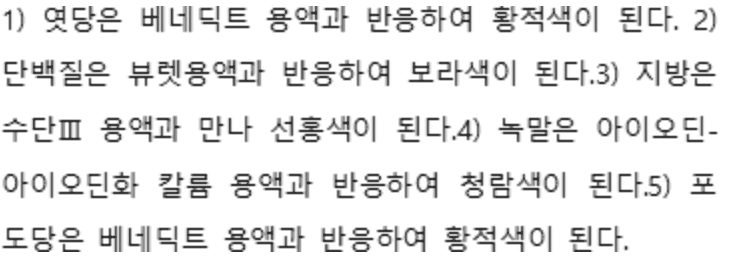 1) 엿당은 베네딕트 용액과 반응하여 황적색이 된다. 2)
단백질은 뷰렛용액과 반응하여 보라색이 된다.3) 지방은
수단Ⅲ 용액과 만나 선홍색이 된다.4) 녹말은 아이오딘-
아이오딘화 칼륨 용액과 반응하여 청람색이 된다.5) 포
도당은 베네딕트 용액과 반응하여 황적색이 된다.